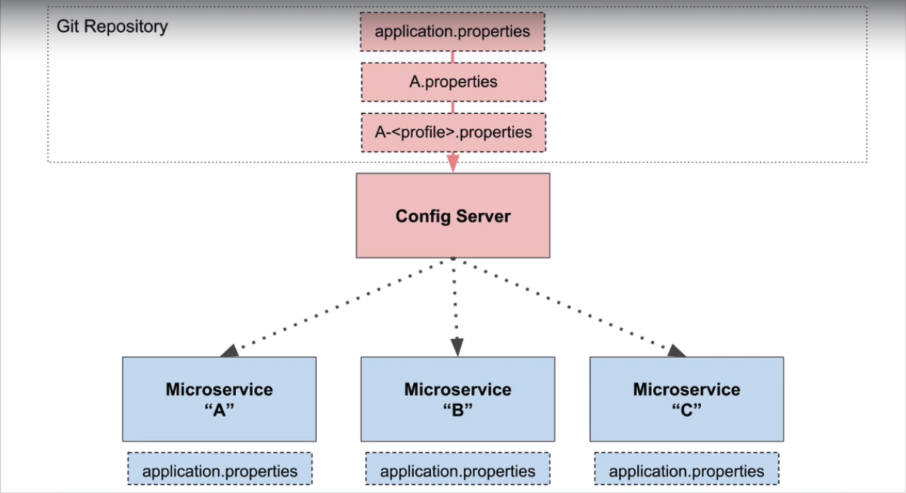 Git Repository
application.properties
A.properties
A-<profile>.properties
Config Server
Microservice
“A”
Microservice
“B”
Microservice
“C”
application.properties
application.properties
application.properties